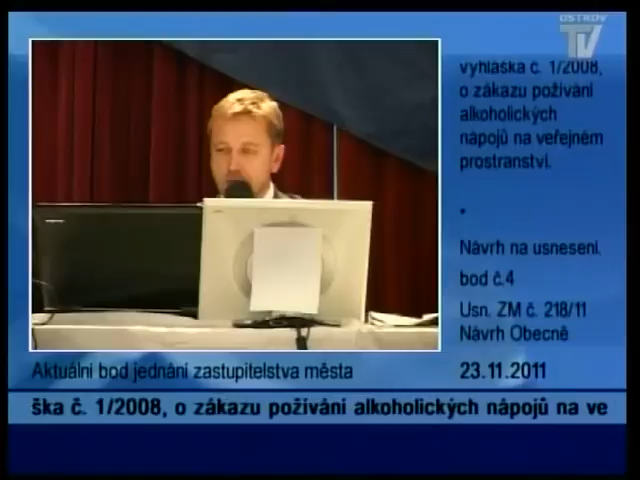 OSTROV
TV
vyhláška č. 1/2008,
o zákazu požívání
alkoholických
nápojů na veřejném
prostranství.
*
Návrh na usnesení.
bod č.4
Usn. ZM č. 218/11
Návrh Obecně
Aktuální bod jednání zastupitelstva města
23.11.2011
ška č. 1/2008, o zákazu požívání alkoholických nápojů na ve